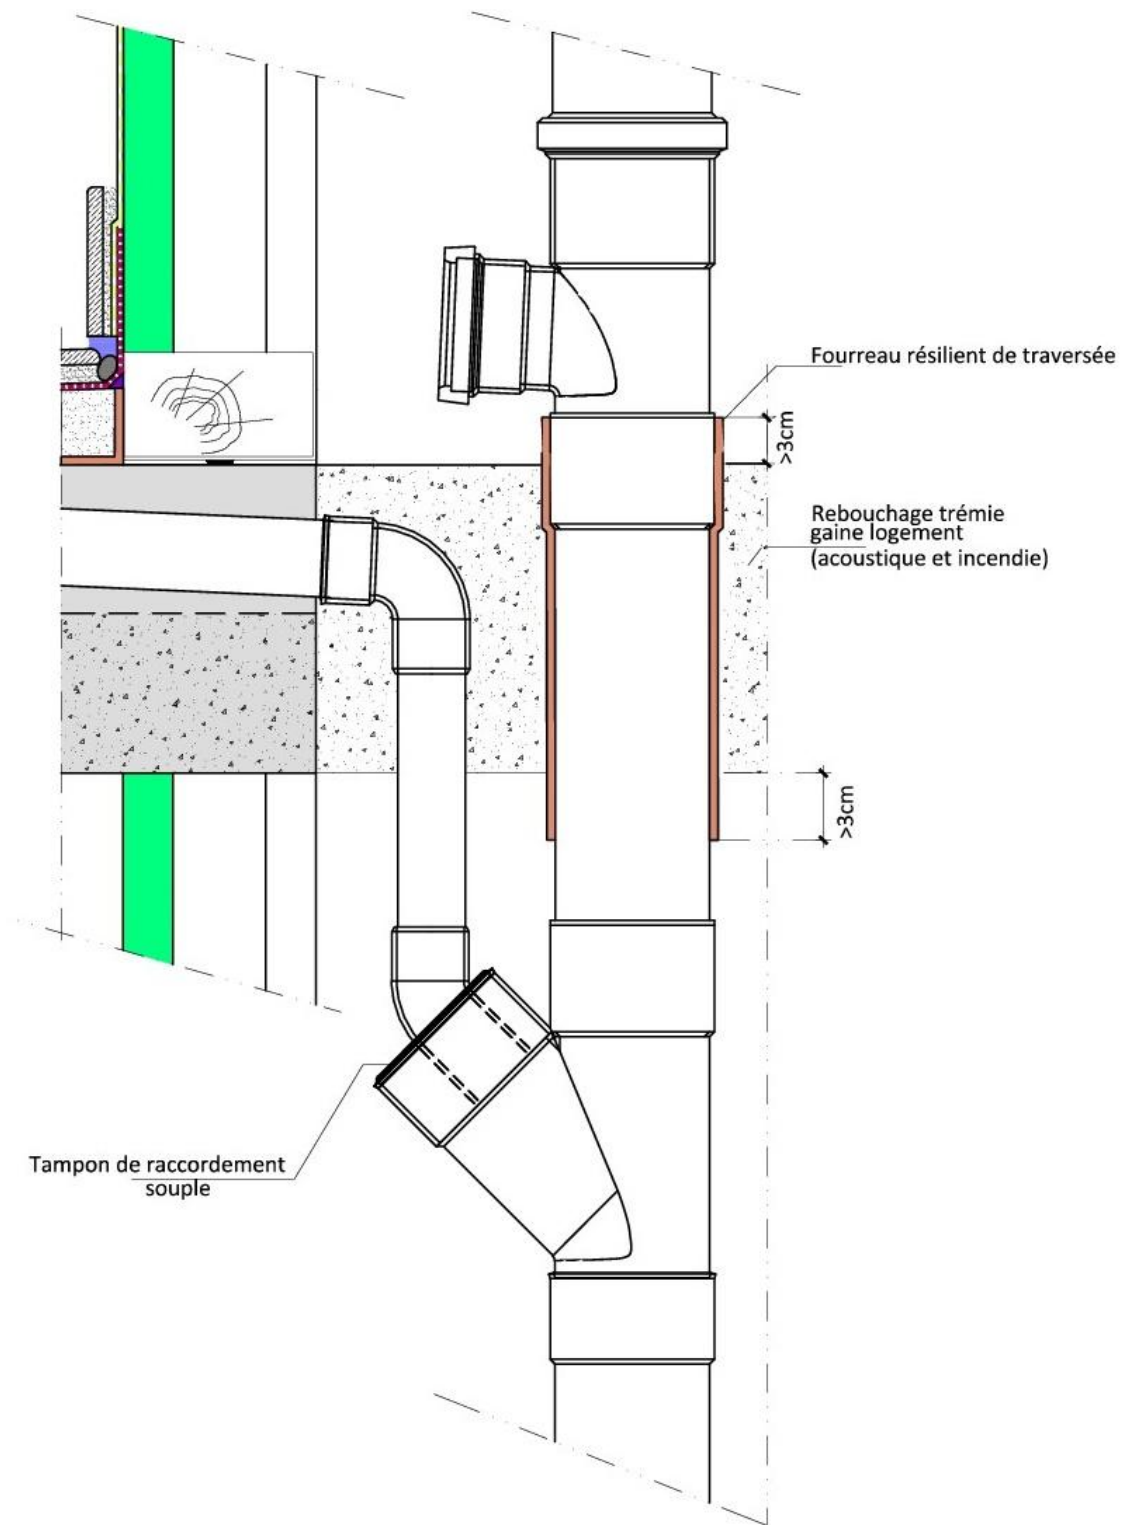 Fourreau résilient de traversée
>3cm
Rebouchage trémie
gaine logement
(acoustique et incendie)
>3cm
Tampon de raccordement
souple